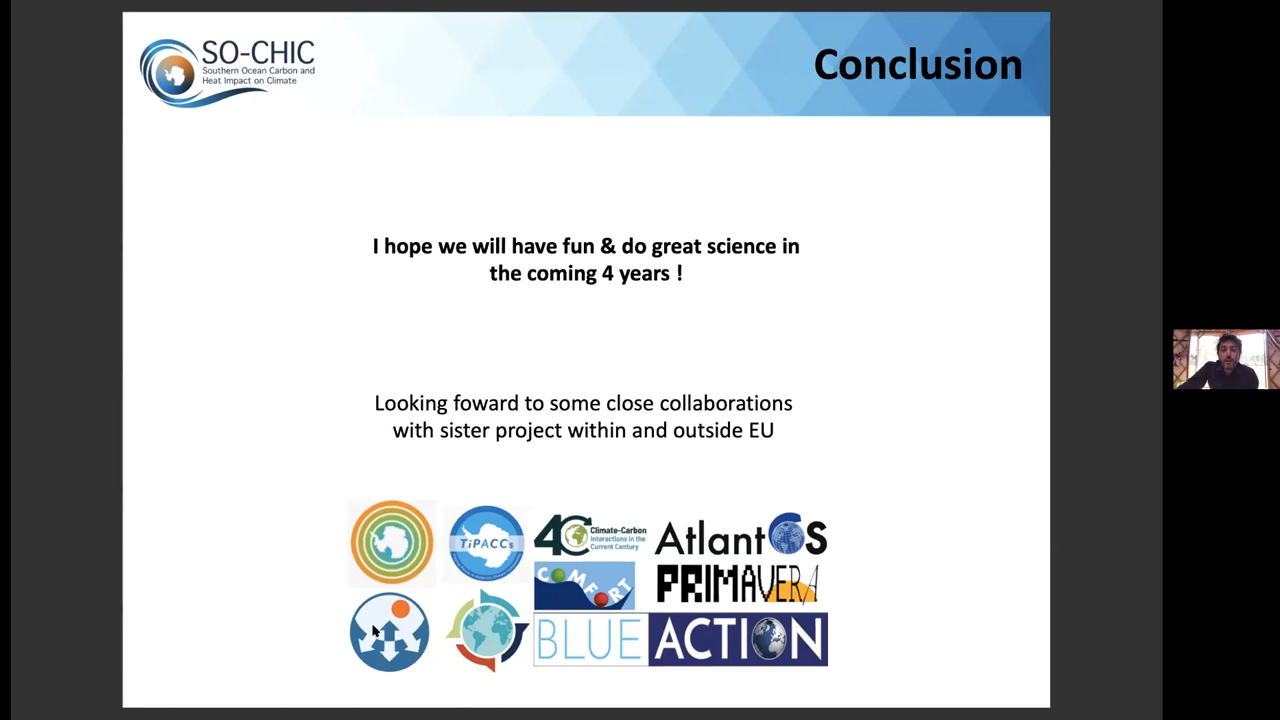 SO-CHIC
Southern Ocean Carbon and
Heat Impact on Climate
Conclusion
I hope we will have fun & do great science in
the coming 4 years !
Looking foward to some close collaborations
with sister project within and outside EU
TiPACCs
4C
Climate-Carbon
Interactions in the
Current Century
AtlantOS
COMFORT
PRIMAVERA
BLUE ACTION